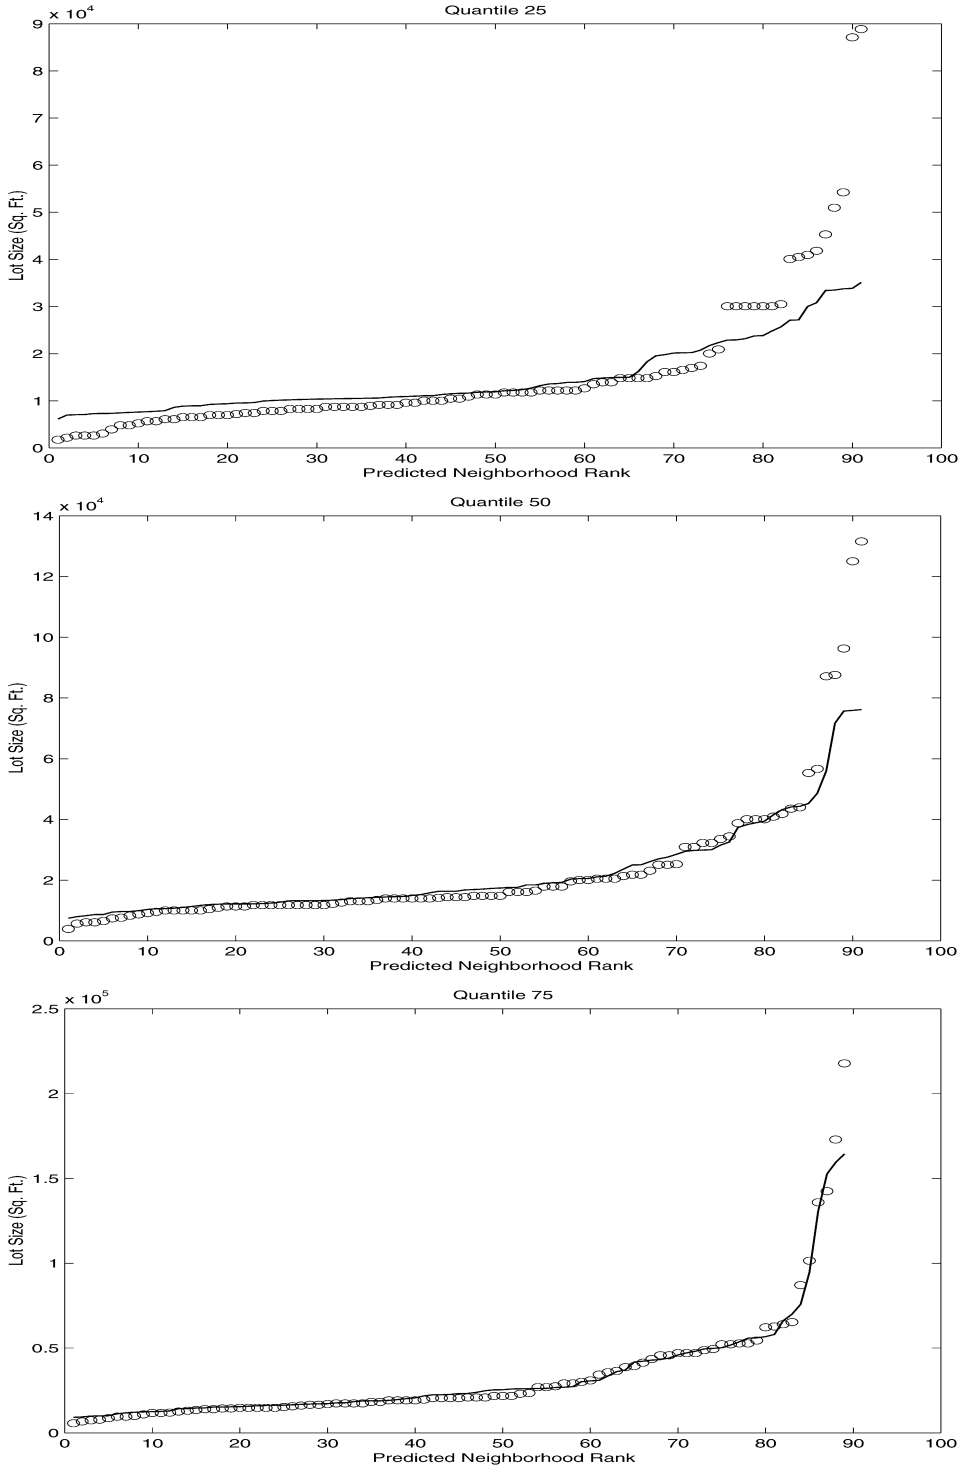 Quantile 25
x 10^4
9
8
7
6
5
4
3
2
1
0
Lot Size (Sq. Ft.)
0 10 20 30 40 50 60 70 80 90 100
Predicted Neighborhood Rank
Quantile 50
x 10^4
14
12
10
8
6
4
2
0
Lot Size (Sq. Ft.)
0 10 20 30 40 50 60 70 80 90 100
Predicted Neighborhood Rank
Quantile 75
x 10^5
2.5
2
1.5
1
0.5
0
Lot Size (Sq. Ft.)
0 10 20 30 40 50 60 70 80 90 100
Predicted Neighborhood Rank